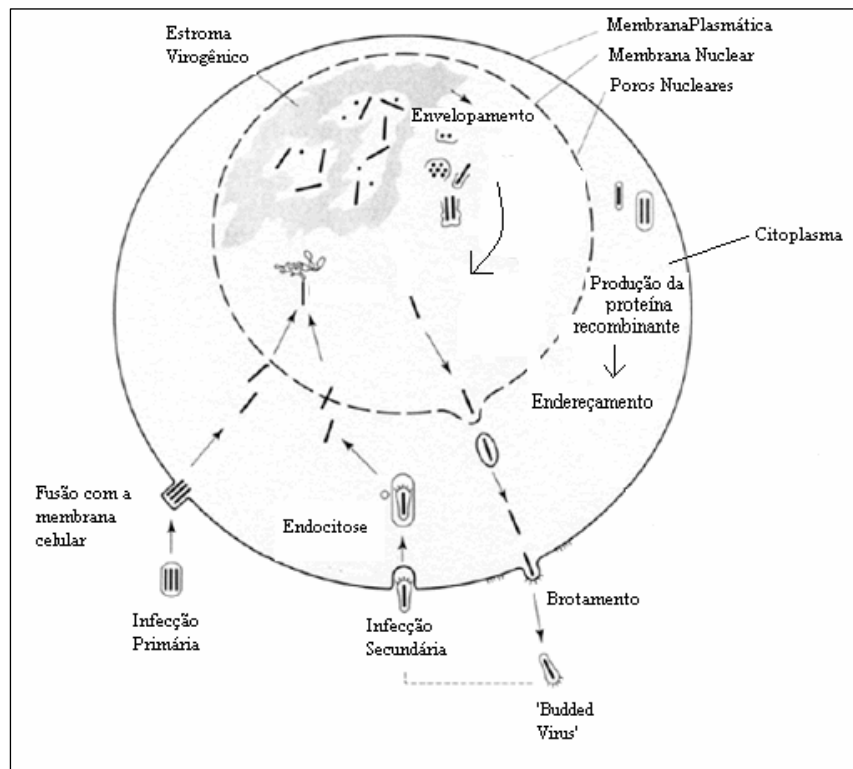 Estroma
Virogênico
MembranaPlasmática
Membrana Nuclear
Poros Nucleares
Envelopamento
Citoplasma
Produção da
proteína
recombinante
Endereçamento
Fusão com a
membrana
celular
Endocitose
Infecção
Primária
Infecção
Secundária
Brotamento
'Budded
Virus'